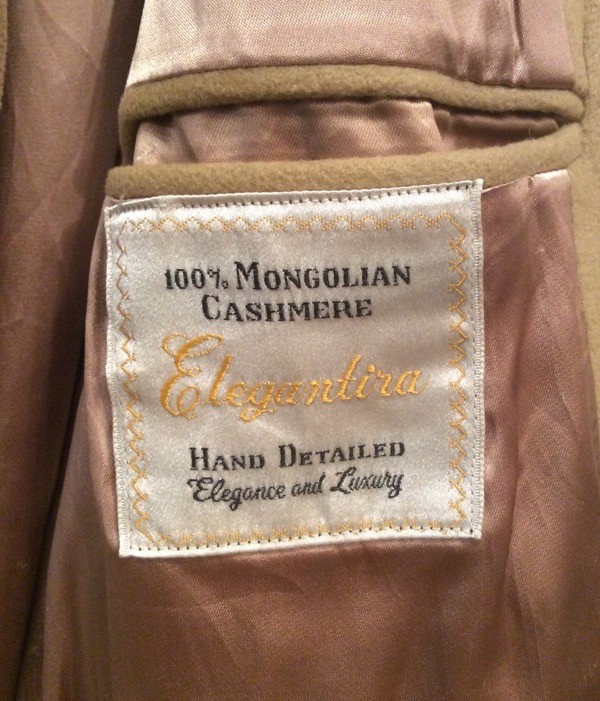 100% MONGOLIAN
CASHMERE
Elegantira
HAND DETAILED
Elegance and Luxury